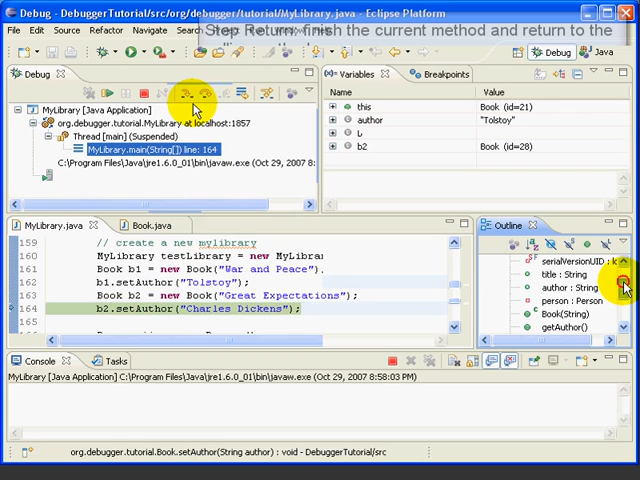 Debug - DebuggerTutorial/src/org/debugger/tutorial/MyLibrary.java - Eclipse Platform
Step Return: finish the current method and return to the
File Edit Source Refactor Navigate Search
Debug Java
Debug
Variables Breakpoints
MyLibrary [Java Application]
org.debugger.tutorial.MyLibrary at localhost:1857
Thread [main] (Suspended)
MyLibrary.main(String[]) line: 164
C:\Program Files\Java\jre1.6.0_01\bin\javaw.exe (Oct 29, 2007 8:58:
Name Value
this Book (id=21)
author "Tolstoy"
b2 Book (id=28)
MyLibrary.java Book.java
159 // create a new mylibrary
160 MyLibrary testLibrary = new MyLibrar
161 Book b1 = new Book("War and Peace")
162 b1.setAuthor("Tolstoy");
163 Book b2 = new Book("Great Expectations");
164 b2.setAuthor("Charles Dickens");
165
Outline
serialVersionUID :
title : String
author : String
person : Person
Book(String)
getAuthor()
Console Tasks
MyLibrary [Java Application] C:\Program Files\Java\jre1.6.0_01\bin\javaw.exe (Oct 29, 2007 8:58:03 PM)
org.debugger.tutorial.Book.setAuthor(String author) : void - DebuggerTutorial/src